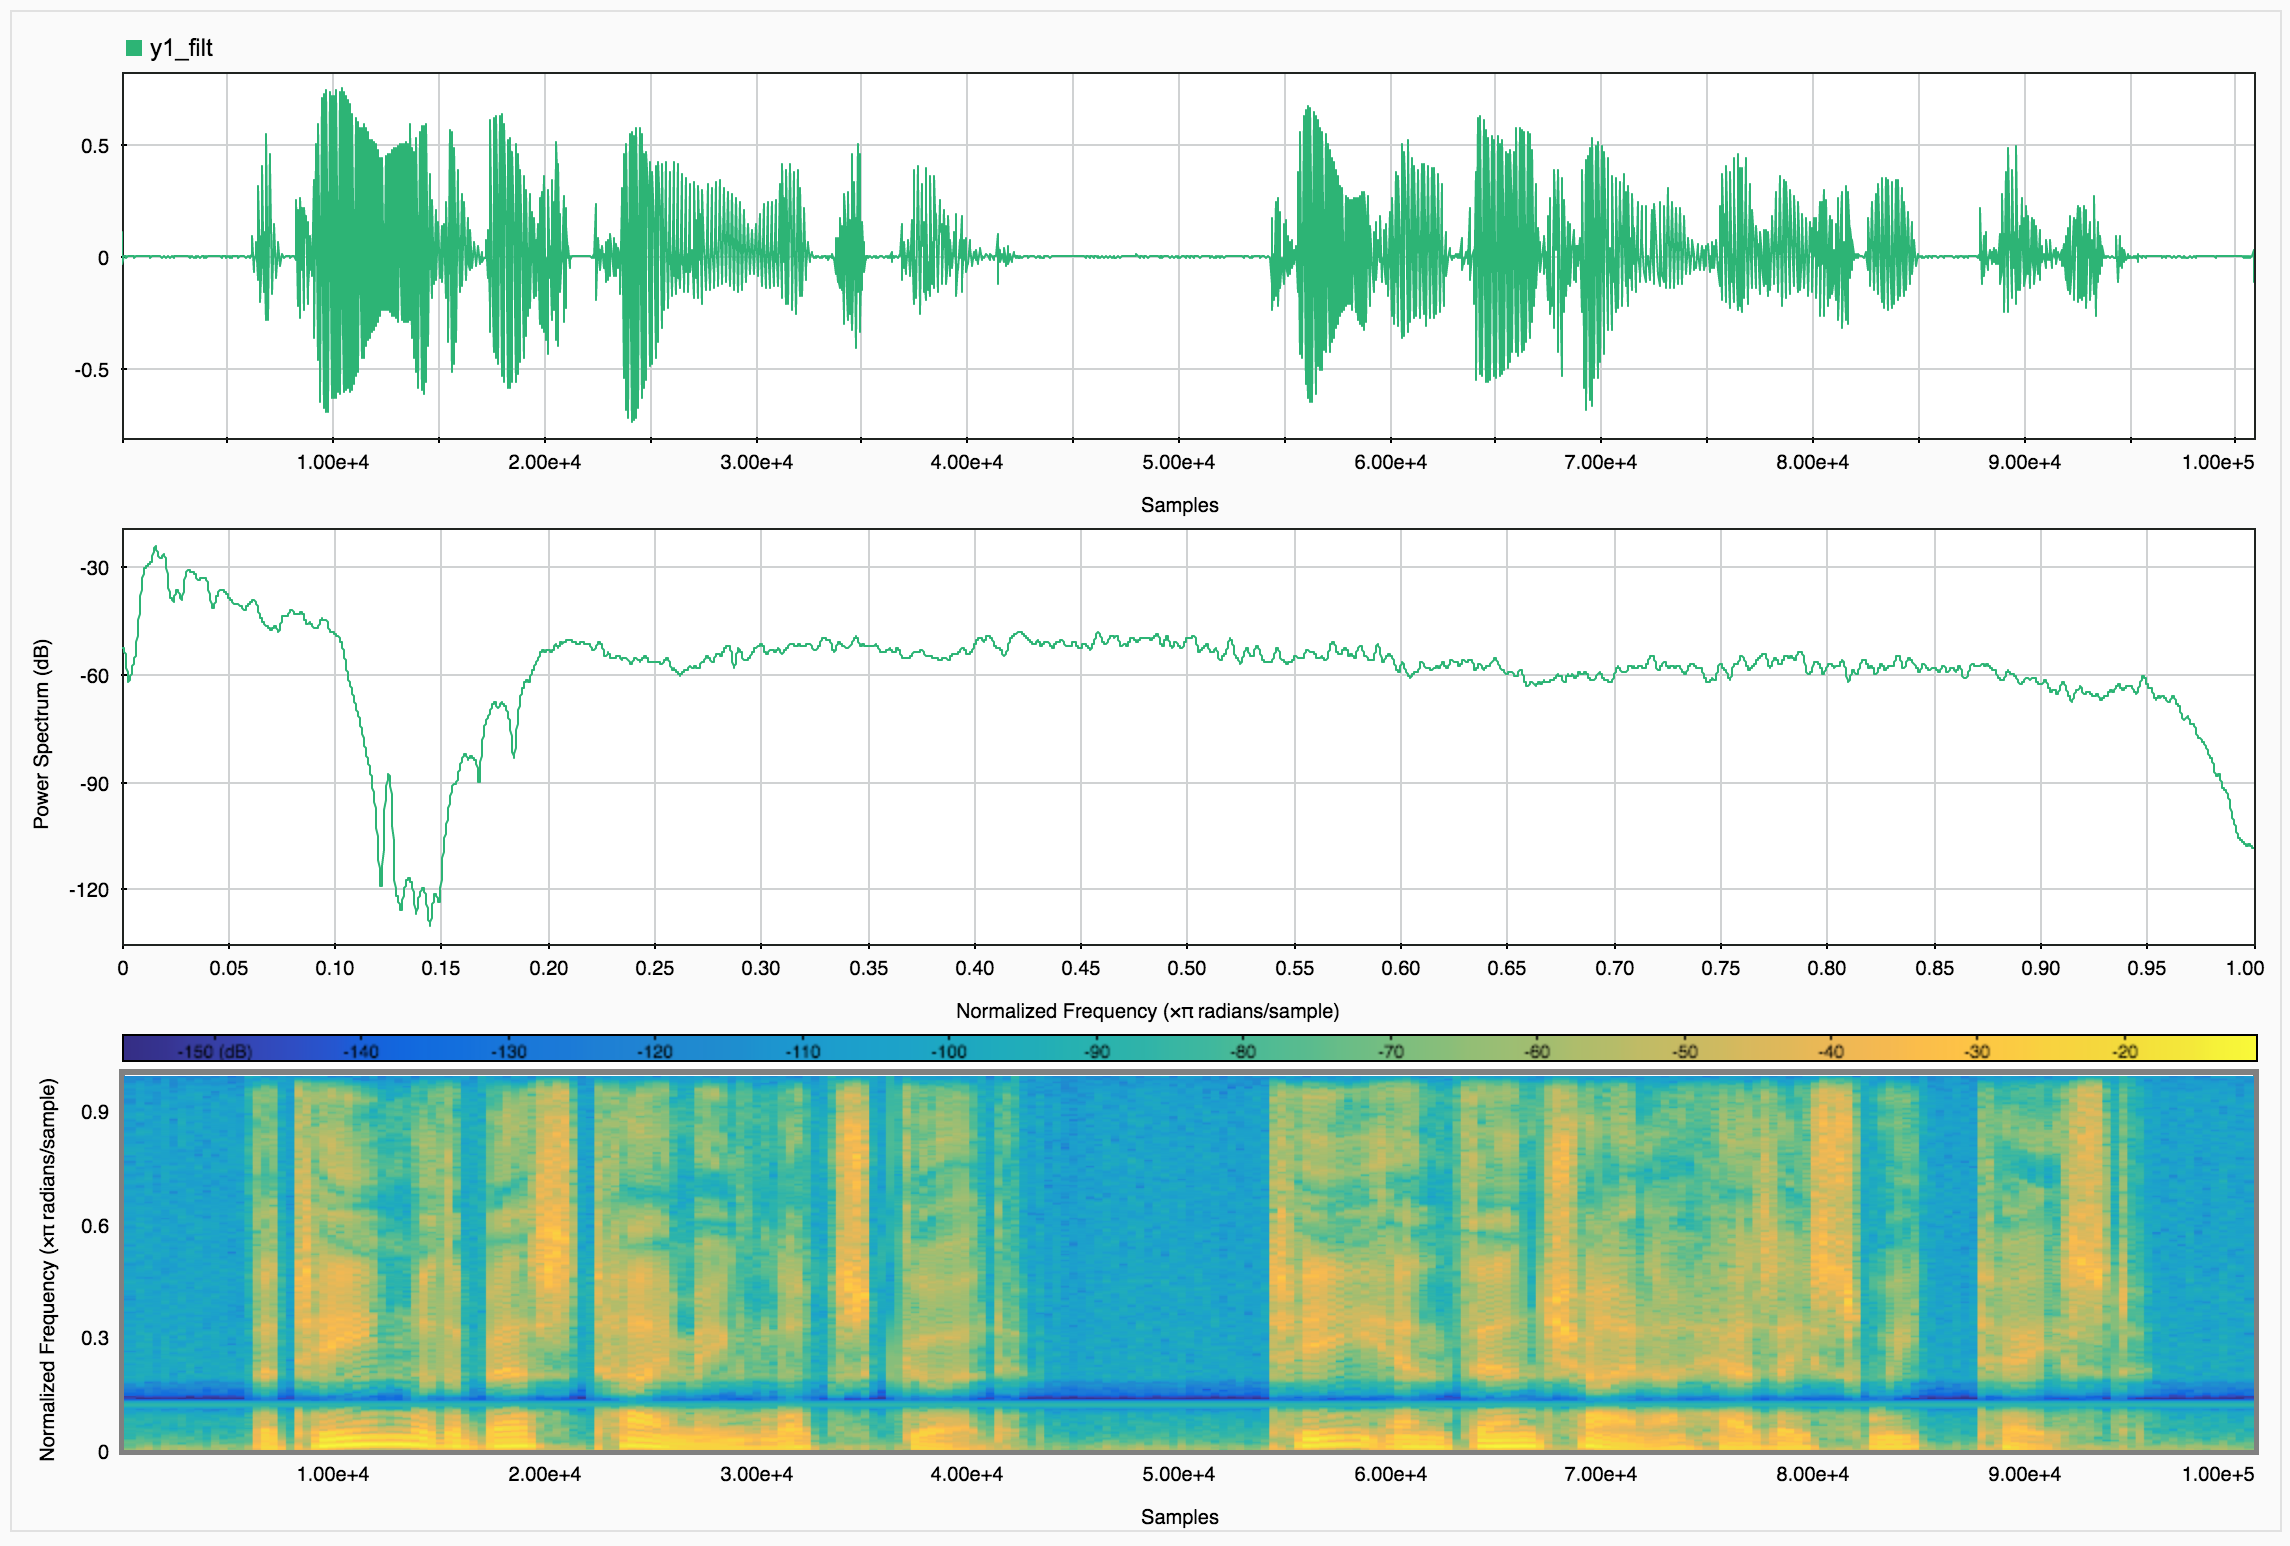 y1_filt
0.5
0
-0.5
1.00e+4 2.00e+4 3.00e+4 4.00e+4 5.00e+4 6.00e+4 7.00e+4 8.00e+4 9.00e+4 1.00e+5
Samples
Power Spectrum (dB)
-30
-60
-90
-120
0 0.05 0.10 0.15 0.20 0.25 0.30 0.35 0.40 0.45 0.50 0.55 0.60 0.65 0.70 0.75 0.80 0.85 0.90 0.95 1.00
Normalized Frequency (×π radians/sample)
-150 (dB) -140 -130 -120 -110 -100 -90 -80 -70 -60 -50 -40 -30 -20
Normalized Frequency (×π radians/sample)
0.9
0.6
0.3
0
1.00e+4 2.00e+4 3.00e+4 4.00e+4 5.00e+4 6.00e+4 7.00e+4 8.00e+4 9.00e+4 1.00e+5
Samples